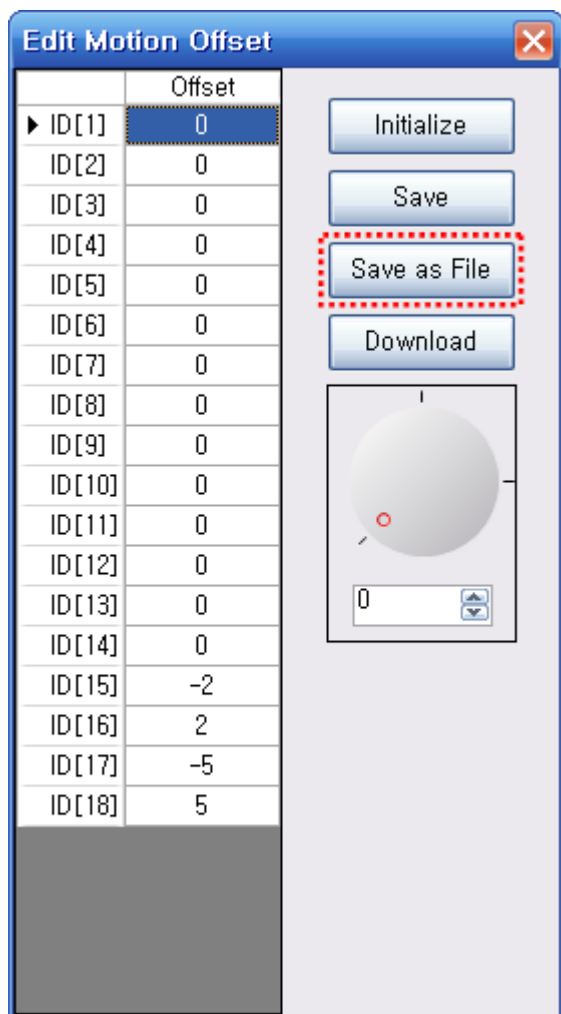 Edit Motion Offset
Offset
ID[1] 0
ID[2] 0
ID[3] 0
ID[4] 0
ID[5] 0
ID[6] 0
ID[7] 0
ID[8] 0
ID[9] 0
ID[10] 0
ID[11] 0
ID[12] 0
ID[13] 0
ID[14] 0
ID[15] -2
ID[16] 2
ID[17] -5
ID[18] 5
Initialize
Save
Save as File
Download
0